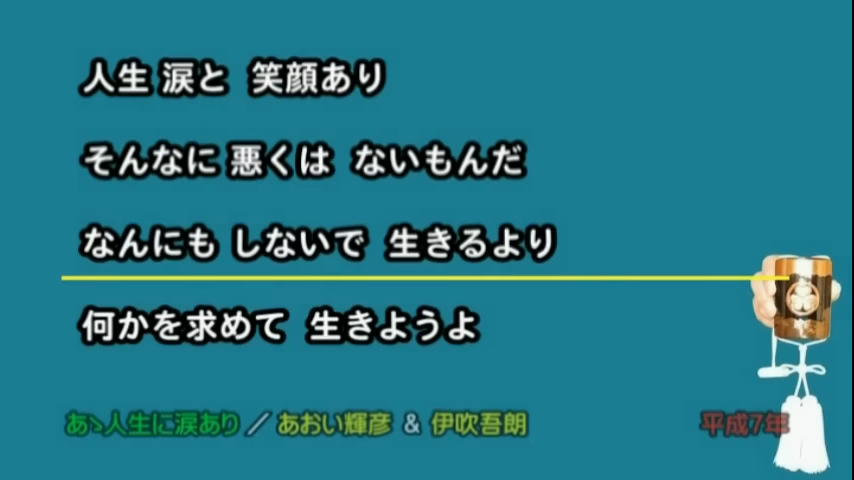 人生 涙と 笑顔あり
そんなに 悪くは ないもんだ
なんにも しないで 生きるより
何かを求めて 生きようよ
あゝ人生に涙あり ／ あおい輝彦 & 伊吹吾朗 平成7年